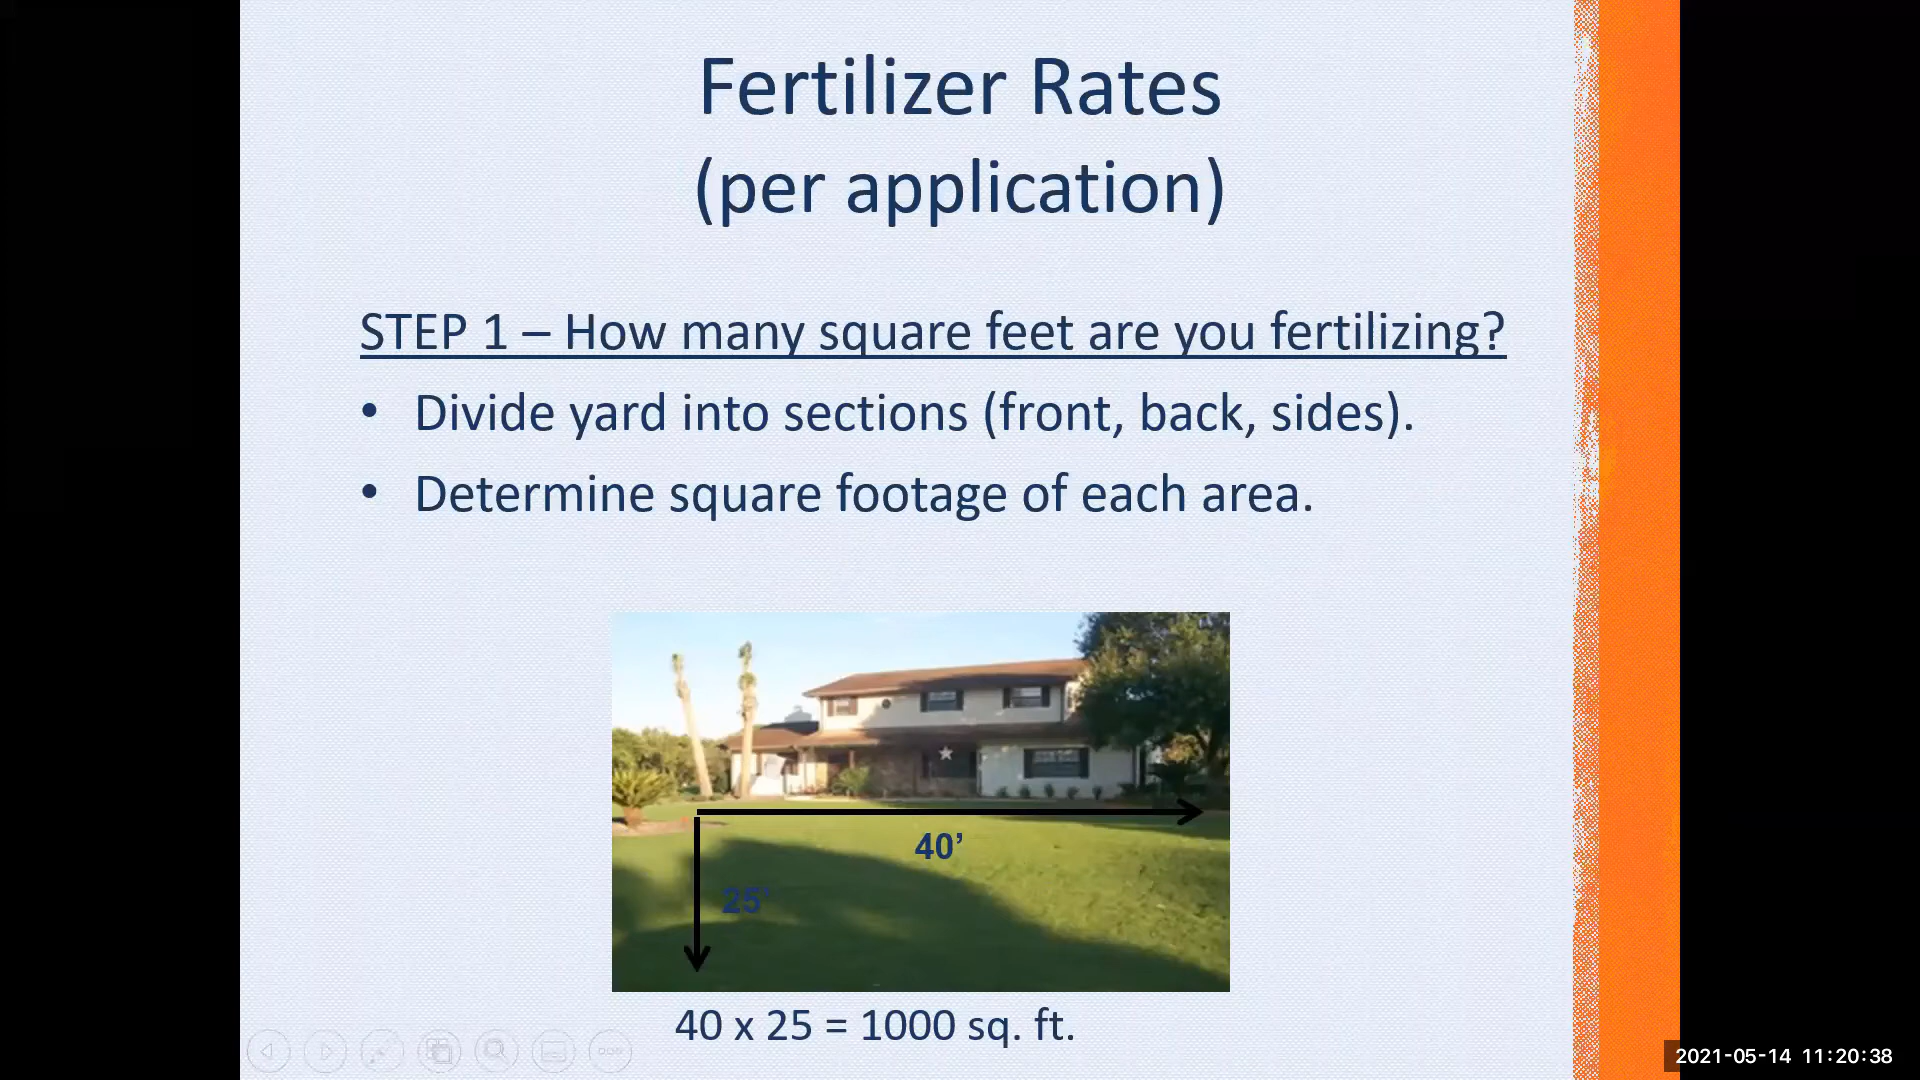 Fertilizer Rates
(per application)
STEP 1 – How many square feet are you fertilizing?
• Divide yard into sections (front, back, sides).
• Determine square footage of each area.
40’
25’
40 x 25 = 1000 sq. ft.
2021-05-14 11:20:38